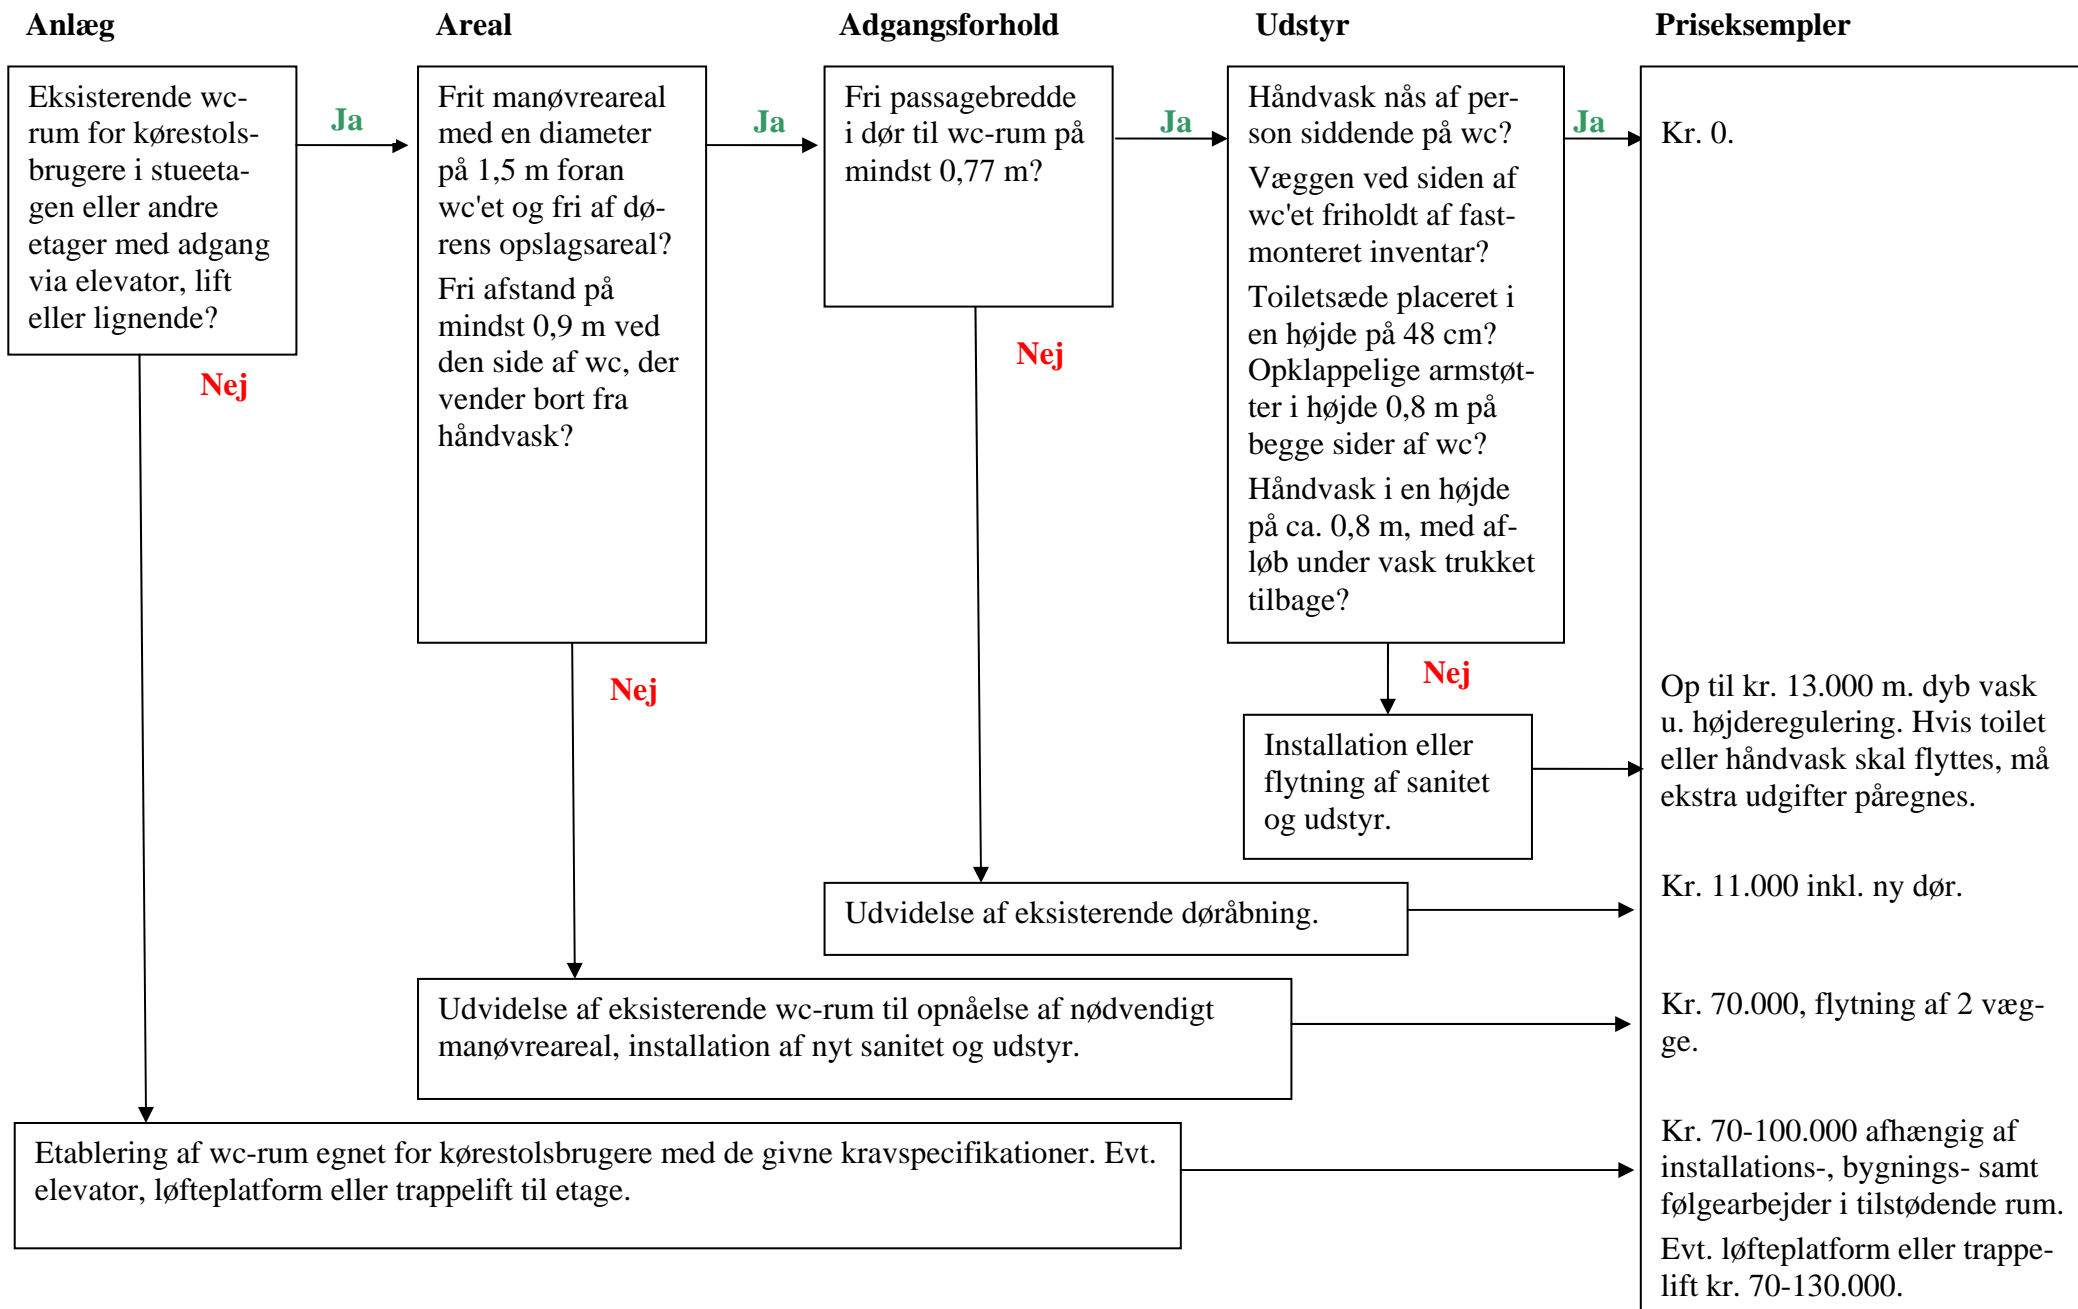 Anlæg
Areal
Adgangsforhold
Udstyr
Priseksempler
Eksisterende wc-
rum for kørestols-
brugere i stueeta-
gen eller andre
etager med adgang
via elevator, lift
eller lignende?
Ja
Nej
Frit manøvreareal
med en diameter
på 1,5 m foran
wc'et og fri af dø-
rens opslagsareal?
Fri afstand på
mindst 0,9 m ved
den side af wc, der
vender bort fra
håndvask?
Ja
Nej
Fri passagebredde
i dør til wc-rum på
mindst 0,77 m?
Ja
Nej
Håndvask nås af per-
son siddende på wc?
Væggen ved siden af
wc'et friholdt af fast-
monteret inventar?
Toiletsæde placeret i
en højde på 48 cm?
Opklappelige armstøt-
ter i højde 0,8 m på
begge sider af wc?
Håndvask i en højde
på ca. 0,8 m, med af-
løb under vask trukket
tilbage?
Ja
Nej
Kr. 0.
Installation eller
flytning af sanitet
og udstyr.
Op til kr. 13.000 m. dyb vask
u. højderegulering. Hvis toilet
eller håndvask skal flyttes, må
ekstra udgifter påregnes.
Udvidelse af eksisterende døråbning.
Kr. 11.000 inkl. ny dør.
Udvidelse af eksisterende wc-rum til opnåelse af nødvendigt
manøvreareal, installation af nyt sanitet og udstyr.
Kr. 70.000, flytning af 2 væg-
ge.
Etablering af wc-rum egnet for kørestolsbrugere med de givne kravspecifikationer. Evt.
elevator, løfteplatform eller trappelift til etage.
Kr. 70-100.000 afhængig af
installations-, bygnings- samt
følgearbejder i tilstødende rum.
Evt. løfteplatform eller trappe-
lift kr. 70-130.000.